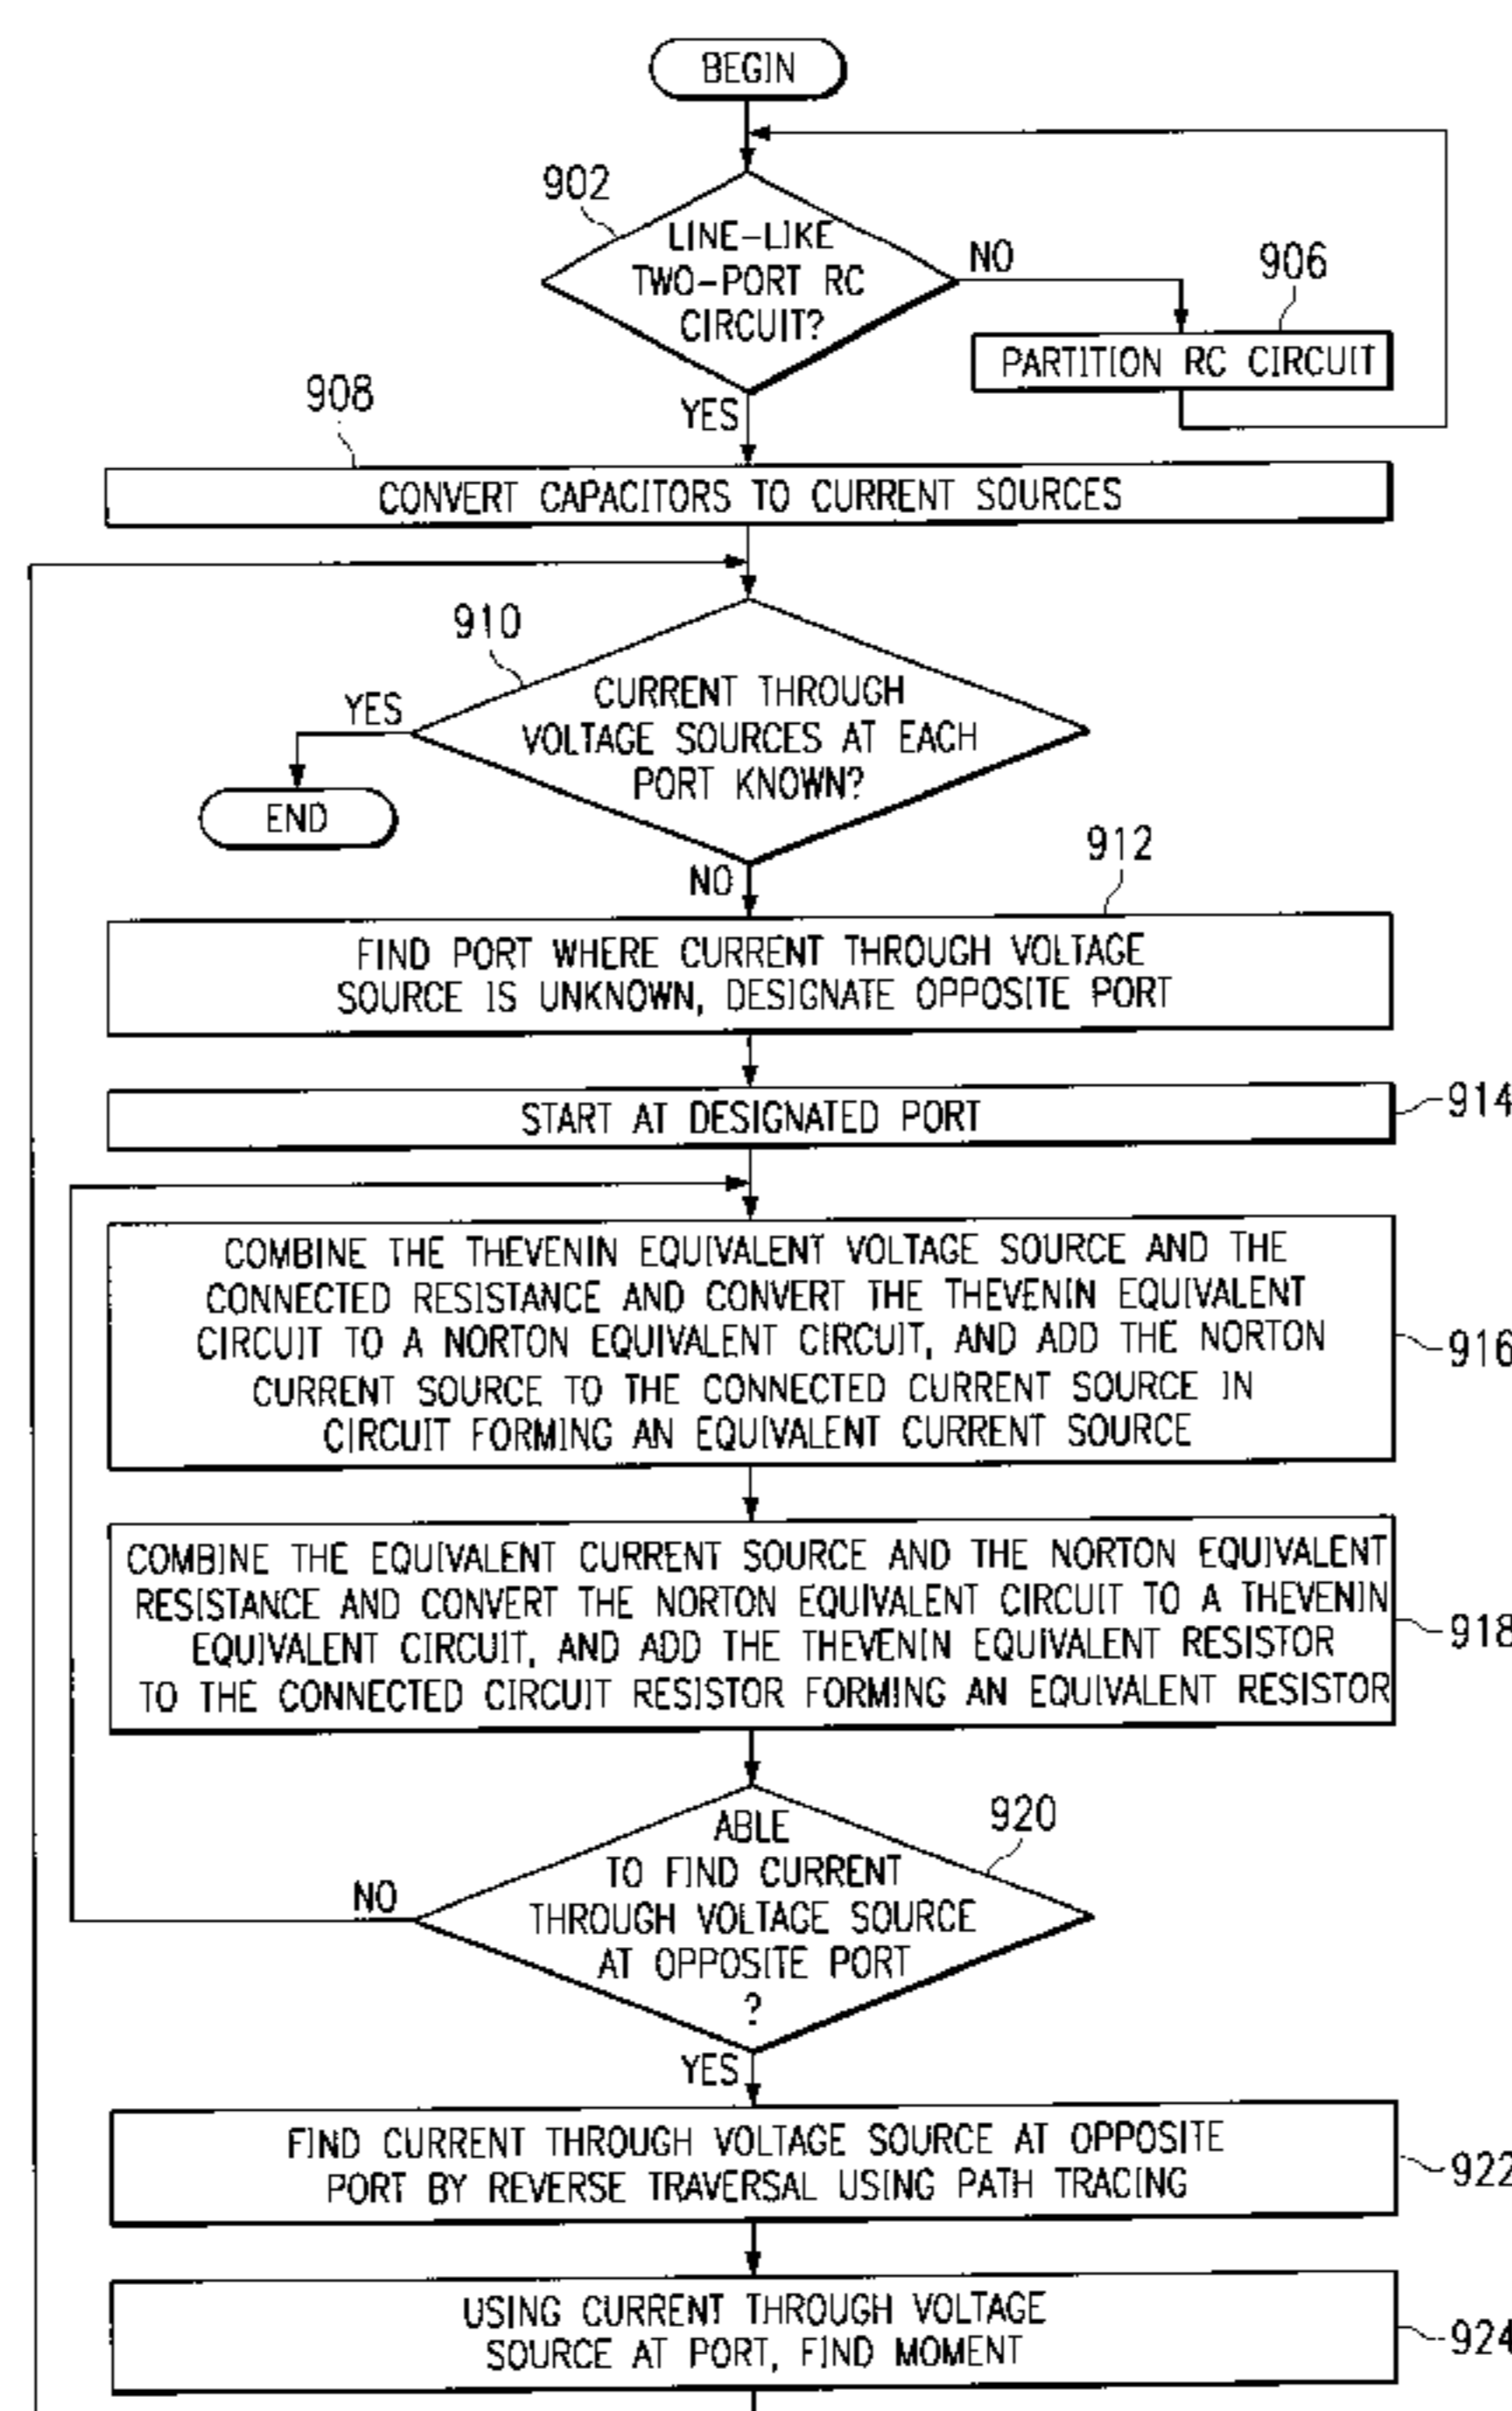 BEGIN
902
LINE-LIKE
TWO-PORT RC
CIRCUIT?
NO
906
PARTITION RC CIRCUIT
YES
908
CONVERT CAPACITORS TO CURRENT SOURCES
910
CURRENT THROUGH
VOLTAGE SOURCES AT EACH
PORT KNOWN?
YES
END
NO
912
FIND PORT WHERE CURRENT THROUGH VOLTAGE
SOURCE IS UNKNOWN, DESIGNATE OPPOSITE PORT
START AT DESIGNATED PORT
914
COMBINE THE THEVENIN EQUIVALENT VOLTAGE SOURCE AND THE
CONNECTED RESISTANCE AND CONVERT THE THEVENIN EQUIVALENT
CIRCUIT TO A NORTON EQUIVALENT CIRCUIT, AND ADD THE NORTON
CURRENT SOURCE TO THE CONNECTED CURRENT SOURCE IN
CIRCUIT FORMING AN EQUIVALENT CURRENT SOURCE
916
COMBINE THE EQUIVALENT CURRENT SOURCE AND THE NORTON EQUIVALENT
RESISTANCE AND CONVERT THE NORTON EQUIVALENT CIRCUIT TO A THEVENIN
EQUIVALENT CIRCUIT, AND ADD THE THEVENIN EQUIVALENT RESISTOR
TO THE CONNECTED CIRCUIT RESISTOR FORMING AN EQUIVALENT RESISTOR
918
ABLE
TO FIND CURRENT
THROUGH VOLTAGE SOURCE
AT OPPOSITE PORT
?
920
NO
YES
FIND CURRENT THROUGH VOLTAGE SOURCE AT OPPOSITE
PORT BY REVERSE TRAVERSAL USING PATH TRACING
922
USING CURRENT THROUGH VOLTAGE
SOURCE AT PORT, FIND MOMENT
924